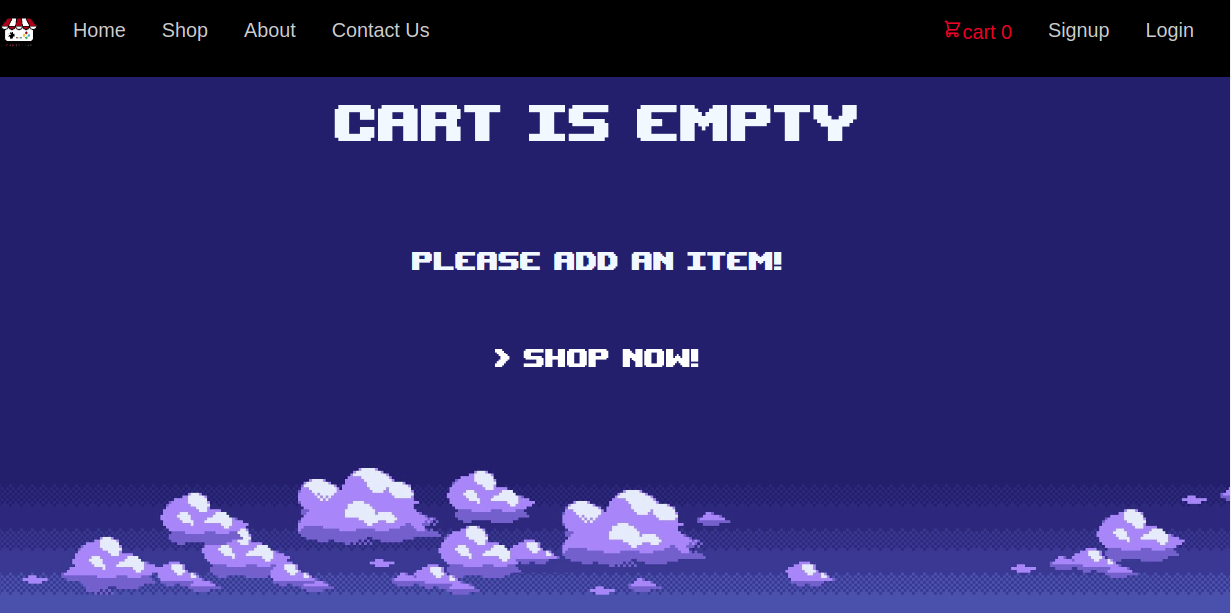 Home Shop About Contact Us cart 0 Signup Login
CART IS EMPTY
PLEASE ADD AN ITEM!
> SHOP NOW!